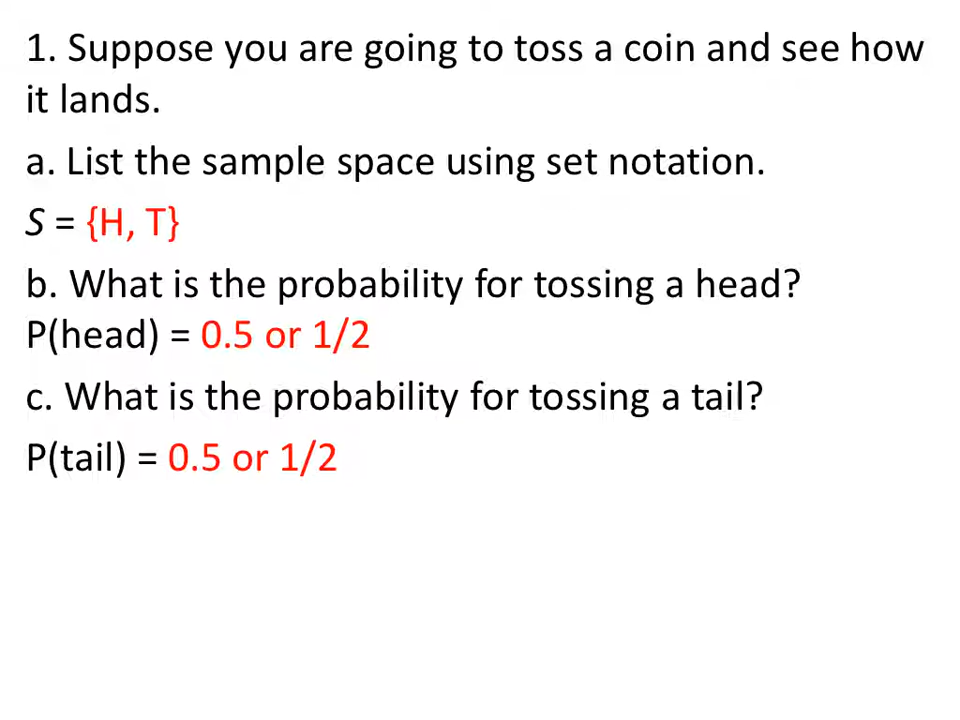 1. Suppose you are going to toss a coin and see how
it lands.
a. List the sample space using set notation.
S = {H, T}
b. What is the probability for tossing a head?
P(head) = 0.5 or 1/2
c. What is the probability for tossing a tail?
P(tail) = 0.5 or 1/2